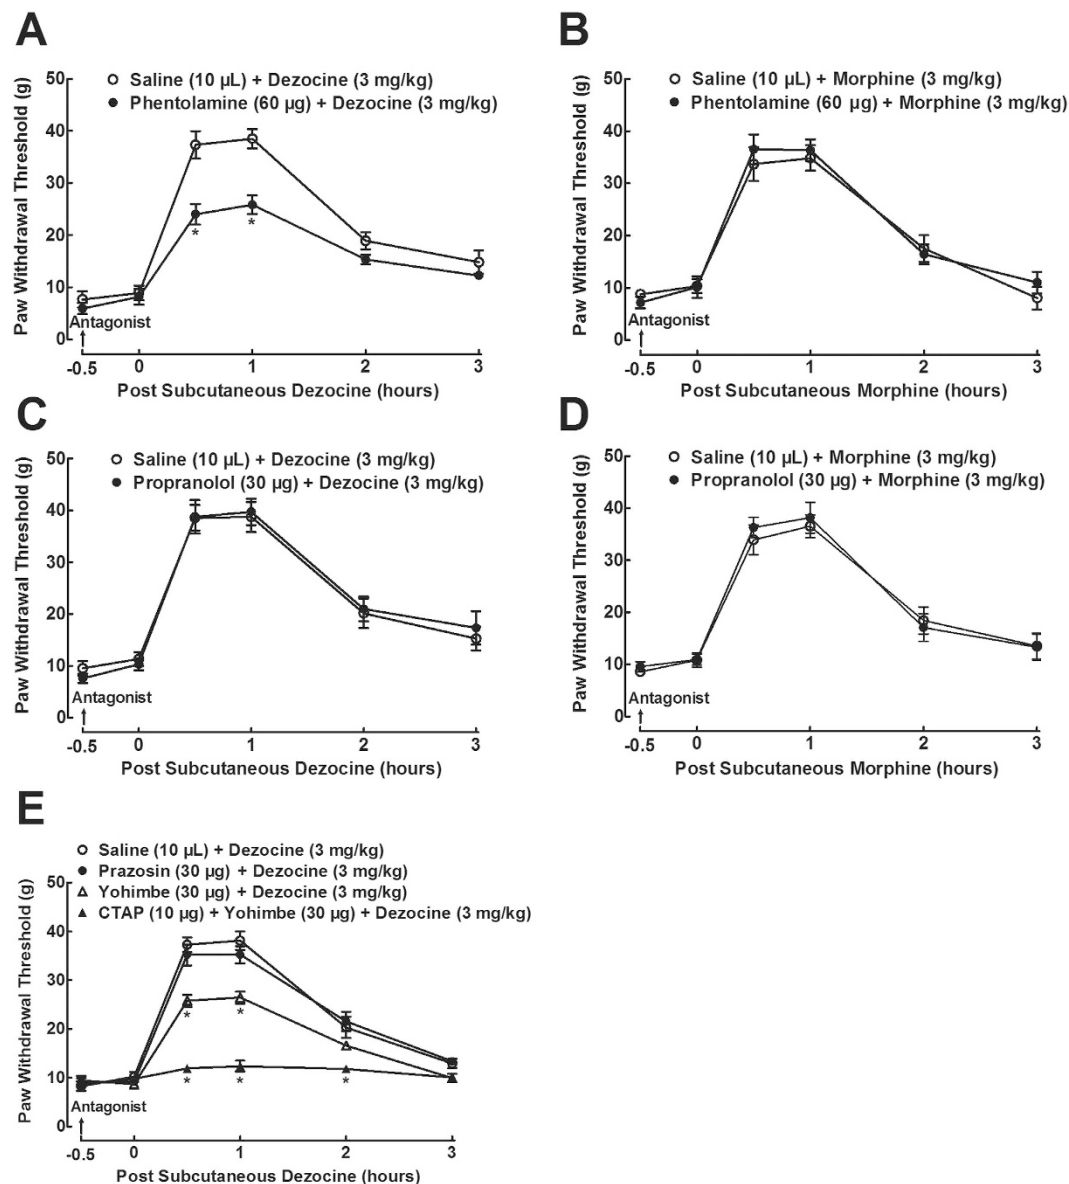 A
Saline (10 µL) + Dezocine (3 mg/kg)
Phentolamine (60 µg) + Dezocine (3 mg/kg)
Paw Withdrawal Threshold (g)
50
40
30
20
10
0
Antagonist
*
*
-0.5
0
1
2
3
Post Subcutaneous Dezocine (hours)
B
Saline (10 µL) + Morphine (3 mg/kg)
Phentolamine (60 µg) + Morphine (3 mg/kg)
Paw Withdrawal Threshold (g)
50
40
30
20
10
0
Antagonist
-0.5
0
1
2
3
Post Subcutaneous Morphine (hours)
C
Saline (10 µL) + Dezocine (3 mg/kg)
Propranolol (30 µg) + Dezocine (3 mg/kg)
Paw Withdrawal Threshold (g)
50
40
30
20
10
0
Antagonist
-0.5
0
1
2
3
Post Subcutaneous Dezocine (hours)
D
Saline (10 µL) + Morphine (3 mg/kg)
Propranolol (30 µg) + Morphine (3 mg/kg)
Paw Withdrawal Threshold (g)
50
40
30
20
10
0
Antagonist
-0.5
0
1
2
3
Post Subcutaneous Morphine (hours)
E
Saline (10 µL) + Dezocine (3 mg/kg)
Prazosin (30 µg) + Dezocine (3 mg/kg)
Yohimbe (30 µg) + Dezocine (3 mg/kg)
CTAP (10 µg) + Yohimbe (30 µg) + Dezocine (3 mg/kg)
Paw Withdrawal Threshold (g)
50
40
30
20
10
0
Antagonist
*
*
*
*
*
-0.5
0
1
2
3
Post Subcutaneous Dezocine (hours)